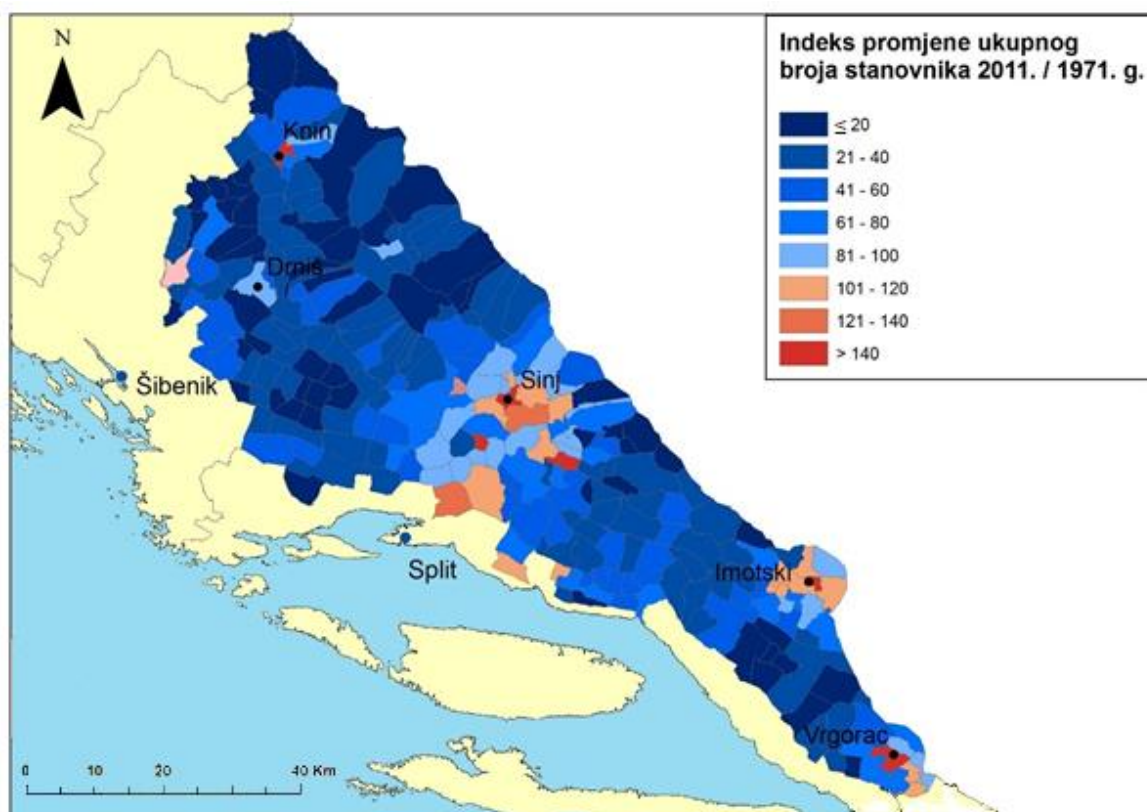 N
Indeks promjene ukupnog
broja stanovnika 2011. / 1971. g.
≤ 20
21 - 40
41 - 60
61 - 80
81 - 100
101 - 120
121 - 140
> 140
Knin
Drniš
Šibenik
Sinj
Split
Imotski
Vrgorac
0 10 20 40 Km